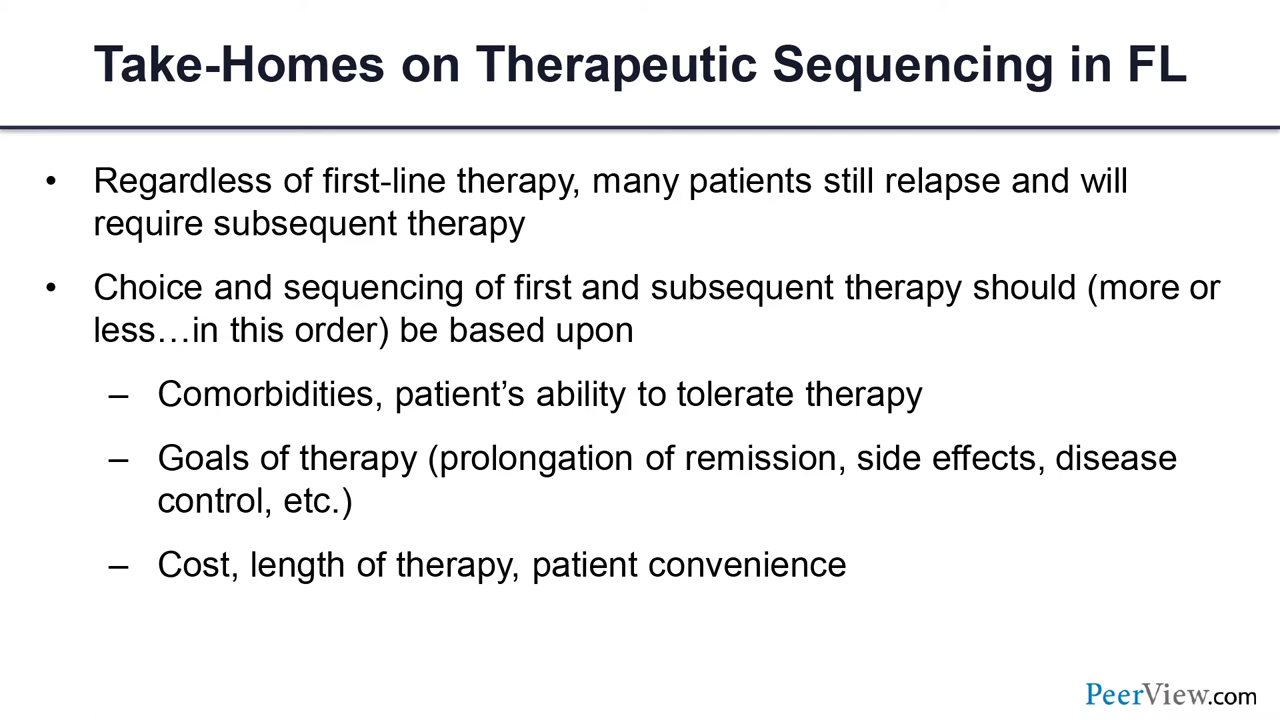 Take-Homes on Therapeutic Sequencing in FL
• Regardless of first-line therapy, many patients still relapse and will
require subsequent therapy
• Choice and sequencing of first and subsequent therapy should (more or
less…in this order) be based upon
– Comorbidities, patient’s ability to tolerate therapy
– Goals of therapy (prolongation of remission, side effects, disease
control, etc.)
– Cost, length of therapy, patient convenience
PeerView.com